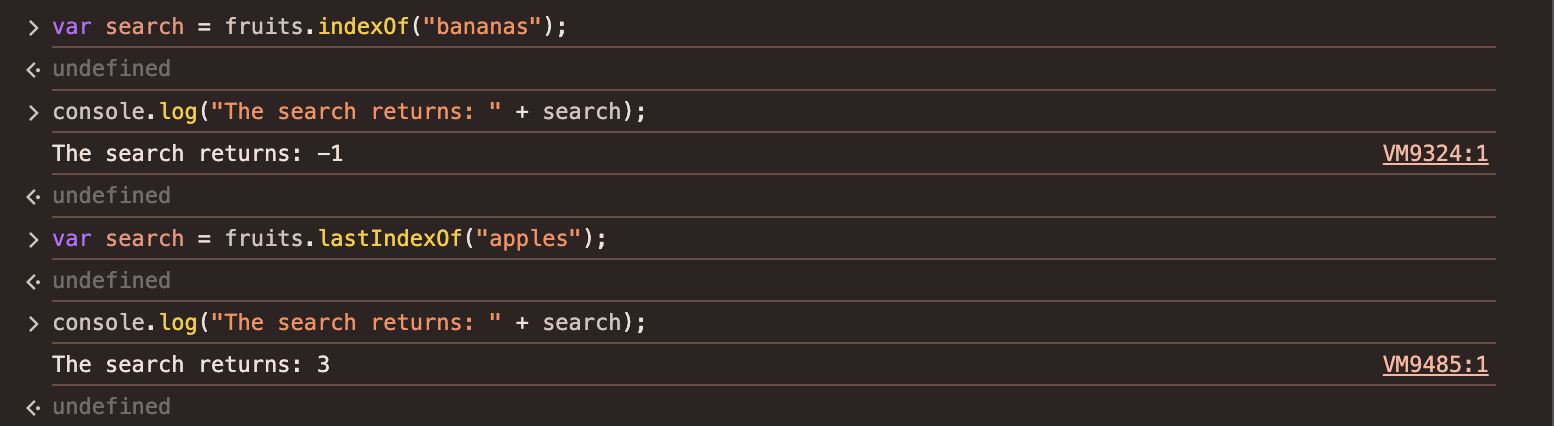 > var search = fruits.indexOf("bananas");
<· undefined
> console.log("The search returns: " + search);
The search returns: -1 VM9324:1
<· undefined
> var search = fruits.lastIndexOf("apples");
<· undefined
> console.log("The search returns: " + search);
The search returns: 3 VM9485:1
<· undefined